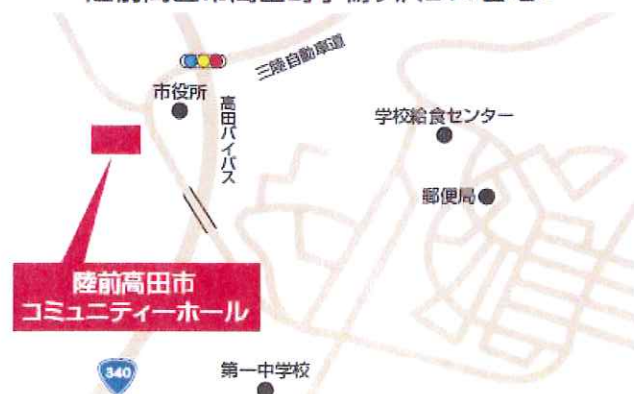 三陸自動車道
市役所
高田バイパス
学校給食センター
郵便局
陸前高田市
コミュニティーホール
340
第一中学校